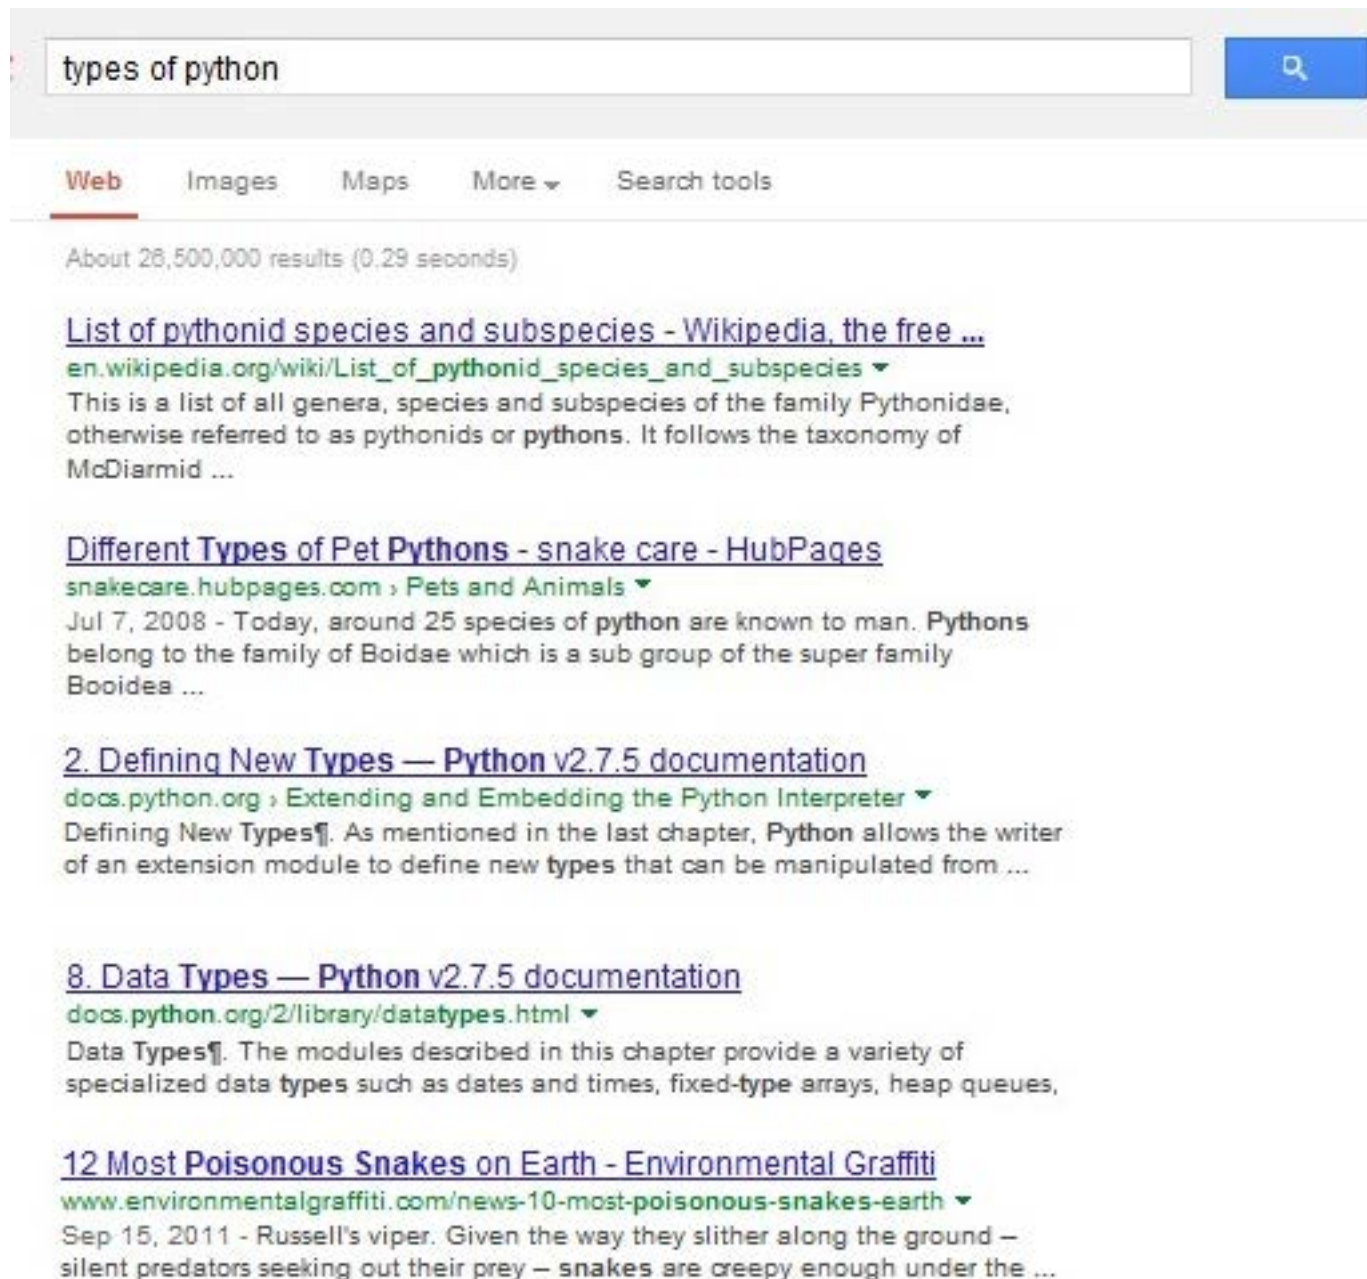 types of python
Web Images Maps More Search tools
About 26,500,000 results (0.29 seconds)
List of pythonid species and subspecies - Wikipedia, the free ...
en.wikipedia.org/wiki/List_of_pythonid_species_and_subspecies
This is a list of all genera, species and subspecies of the family Pythonidae,
otherwise referred to as pythonids or pythons. It follows the taxonomy of
McDiarmid ...
Different Types of Pet Pythons - snake care - HubPages
snakecare.hubpages.com › Pets and Animals
Jul 7, 2008 - Today, around 25 species of python are known to man. Pythons
belong to the family of Boidae which is a sub group of the super family
Booidea ...
2. Defining New Types — Python v2.7.5 documentation
docs.python.org › Extending and Embedding the Python Interpreter
Defining New Types¶. As mentioned in the last chapter, Python allows the writer
of an extension module to define new types that can be manipulated from ...
8. Data Types — Python v2.7.5 documentation
docs.python.org/2/library/datatypes.html
Data Types¶. The modules described in this chapter provide a variety of
specialized data types such as dates and times, fixed-type arrays, heap queues,
12 Most Poisonous Snakes on Earth - Environmental Graffiti
www.environmentalgraffiti.com/news-10-most-poisonous-snakes-earth
Sep 15, 2011 - Russell's viper. Given the way they slither along the ground –
silent predators seeking out their prey – snakes are creepy enough under the ...